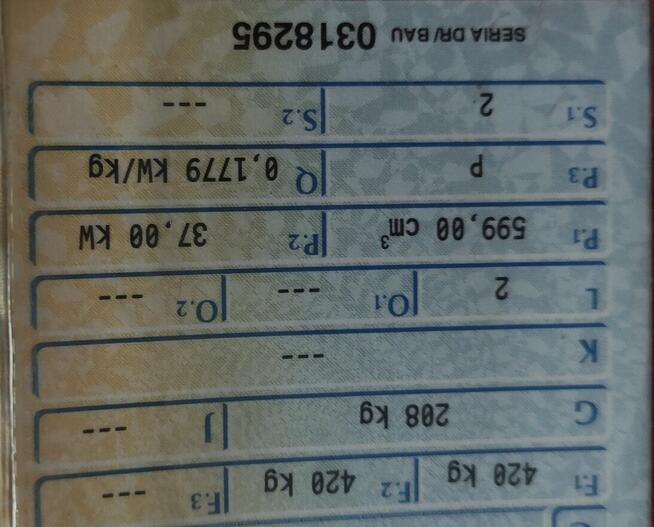 F.1 420 kg F.2 420 kg F.3 ---
G 208 kg J ---
K ---
L 2 O.1 --- O.2 ---
P.1 599,00 cm³ P.2 37,00 kW
P.3 P Q 0,1779 kW/kg
S.1 2 S.2 ---
SERIA DR/BAU 0318295